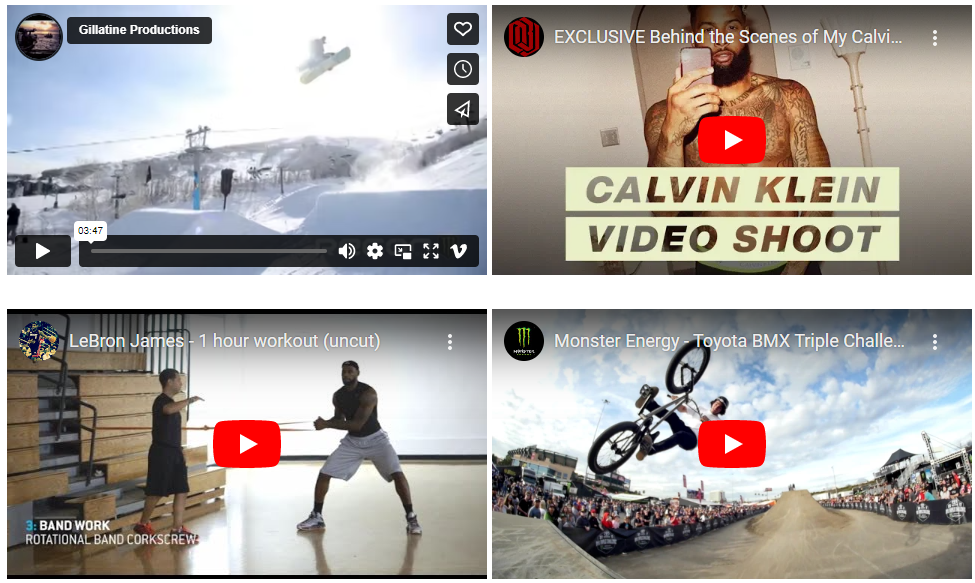 Gillatine Productions
03:47
EXCLUSIVE Behind the Scenes of My Calvi...
CALVIN KLEIN
VIDEO SHOOT
LeBron James - 1 hour workout (uncut)
3: BAND WORK
ROTATIONAL BAND CORKSCREW
MONSTER
Monster Energy - Toyota BMX Triple Challe...